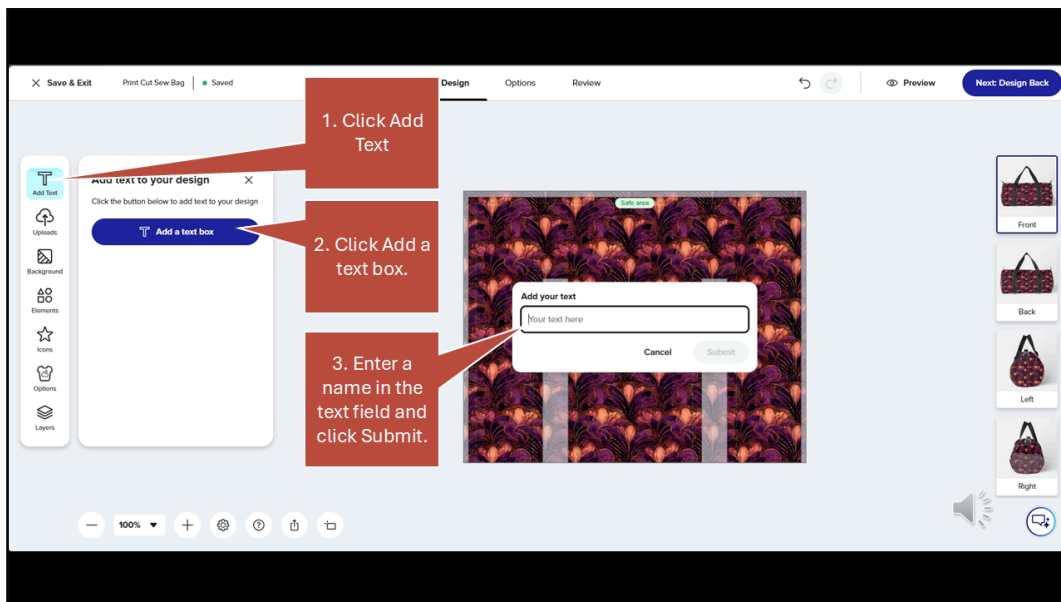 Save & Exit
Print Cut Sew Bag
Saved
Design
Options
Review
Preview
Next: Design Back
1. Click Add
Text
Add Text
Uploads
Background
Elements
Icons
Options
Layers
Add text to your design
Click the button below to add text to your design
Add a text box
2. Click Add a
text box.
3. Enter a
name in the
text field and
click Submit.
Safe area
Add your text
Your text here
Cancel
Submit
Front
Back
Left
Right
100%